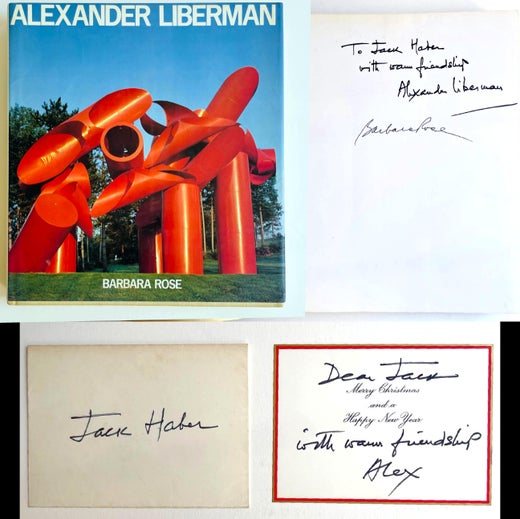 ALEXANDER LIBERMAN
BARBARA ROSE
To Jack Haber
with warm friendship
Alexander Liberman
Barbara Rose
Jack Haber
Dear Jack
Merry Christmas
and a
Happy New Year
with warm friendship
Alex